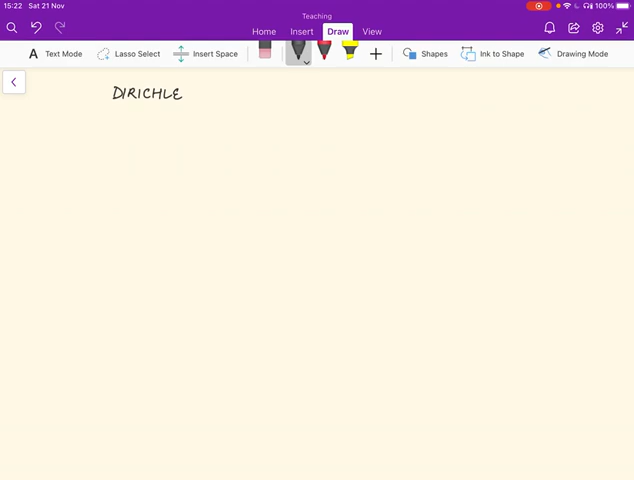 15:22 Sat 21 Nov 100%
Teaching
Home Insert Draw View
A Text Mode Lasso Select Insert Space Shapes Ink to Shape Drawing Mode
DIRICHLE